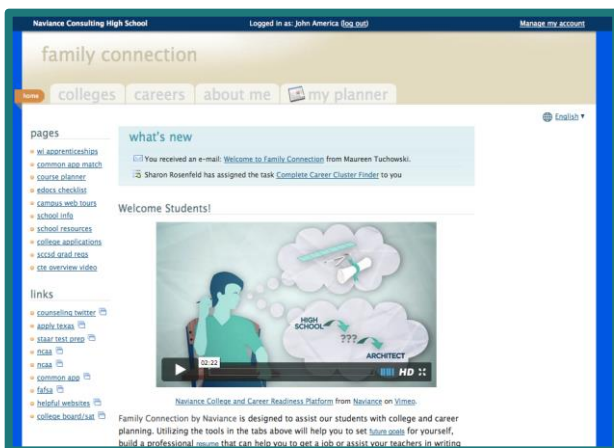 Naviance Consulting High School Logged in as: John America (log out) Manage my account
family connection
home colleges careers about me my planner
English
pages
wi apprenticeships
common app match
course planner
edocs checklist
campus web tours
school info
school resources
college applications
sccsd grad reqs
cte overview video
links
counseling twitter
apply texas
staar test prep
ncaa
ncaa
common app
fafsa
helpful websites
college board/sat
what's new
You received an e-mail: Welcome to Family Connection from Maureen Tuchowski.
Sharon Rosenfeld has assigned the task Complete Career Cluster Finder to you
Welcome Students!
HIGH
SCHOOL
???
ARCHITECT
02:22
HD
Naviance College and Career Readiness Platform from Naviance on Vimeo.
Family Connection by Naviance is designed to assist our students with college and career
planning. Utilizing the tools in the tabs above will help you to set future goals for yourself,
build a professional resume that can help you to get a job or assist your teachers in writing